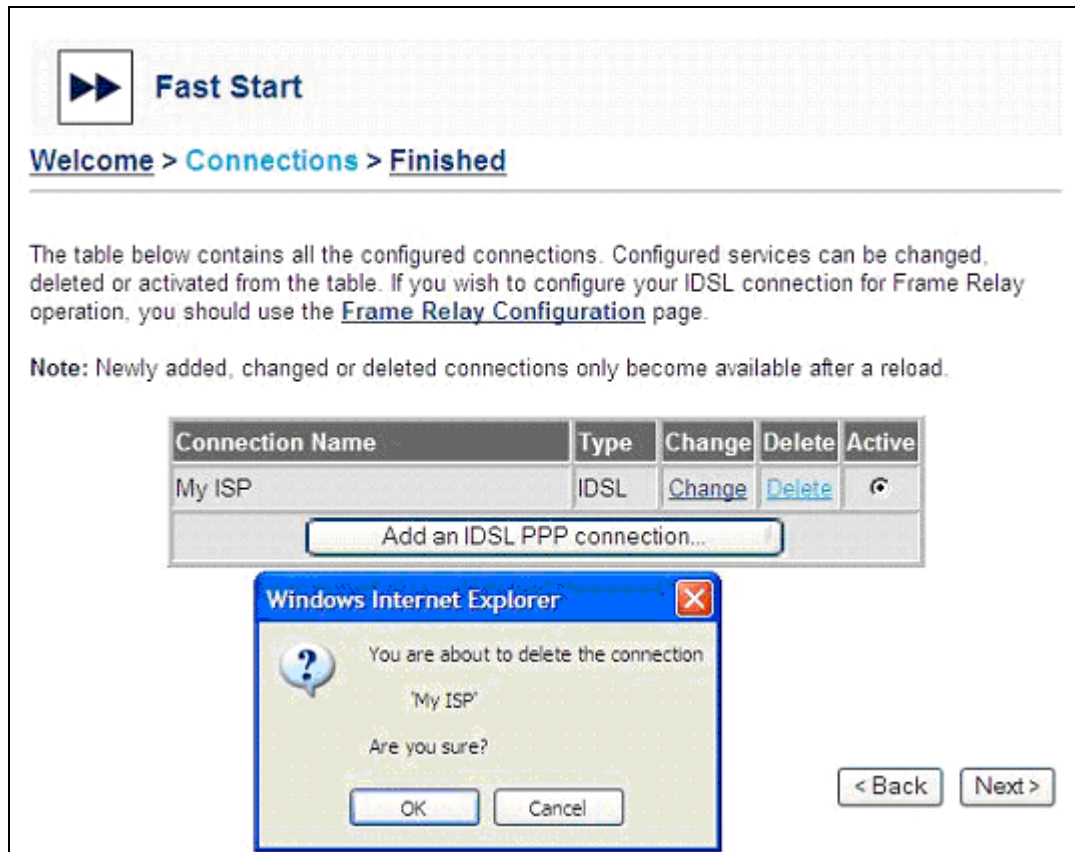 Fast Start
Welcome > Connections > Finished
The table below contains all the configured connections. Configured services can be changed,
deleted or activated from the table. If you wish to configure your IDSL connection for Frame Relay
operation, you should use the Frame Relay Configuration page.
Note: Newly added, changed or deleted connections only become available after a reload.
Connection Name Type Change Delete Active
My ISP IDSL Change Delete
Add an IDSL PPP connection...
Windows Internet Explorer
You are about to delete the connection
'My ISP'
Are you sure?
OK Cancel
< Back Next >